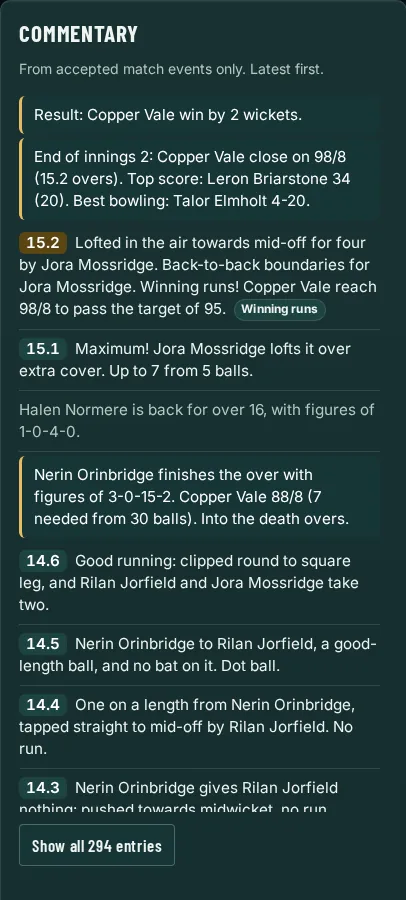 COMMENTARY
From accepted match events only. Latest first.
Result: Copper Vale win by 2 wickets.
End of innings 2: Copper Vale close on 98/8
(15.2 overs). Top score: Leron Briarstone 34
(20). Best bowling: Talor Elmholt 4-20.
15.2 Lofted in the air towards mid-off for four
by Jora Mossridge. Back-to-back boundaries for
Jora Mossridge. Winning runs! Copper Vale reach
98/8 to pass the target of 95. Winning runs
15.1 Maximum! Jora Mossridge lofts it over
extra cover. Up to 7 from 5 balls.
Halen Normere is back for over 16, with figures of
1-0-4-0.
Nerin Orinbridge finishes the over with
figures of 3-0-15-2. Copper Vale 88/8 (7
needed from 30 balls). Into the death overs.
14.6 Good running: clipped round to square
leg, and Rilan Jorfield and Jora Mossridge take
two.
14.5 Nerin Orinbridge to Rilan Jorfield, a good-
length ball, and no bat on it. Dot ball.
14.4 One on a length from Nerin Orinbridge,
tapped straight to mid-off by Rilan Jorfield. No
run.
14.3 Nerin Orinbridge gives Rilan Jorfield
nothing: pushed towards midwicket, no run.
Show all 294 entries